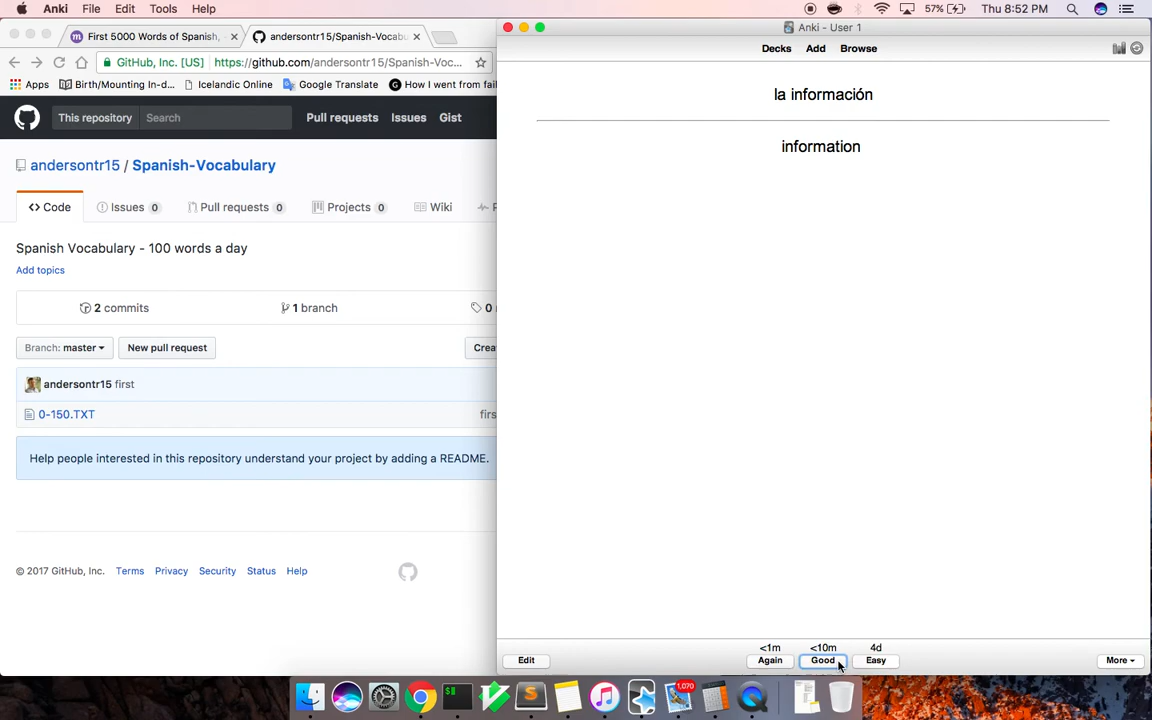 Anki File Edit Tools Help
57% Thu 8:52 PM
First 5000 Words of Spanish,
andersontr15/Spanish-Vocabu
GitHub, Inc. [US] https://github.com/andersontr15/Spanish-Voc...
Apps Birth/Mounting In-d... Icelandic Online Google Translate How I went from fail
This repository Search Pull requests Issues Gist
andersontr15 / Spanish-Vocabulary
Code Issues 0 Pull requests 0 Projects 0 Wiki
Spanish Vocabulary - 100 words a day
Add topics
2 commits 1 branch 0
Branch: master New pull request Crea
andersontr15 first
0-150.TXT firs
Help people interested in this repository understand your project by adding a README.
© 2017 GitHub, Inc. Terms Privacy Security Status Help
Anki - User 1
Decks Add Browse
la información
information
<1m <10m 4d
Edit Again Good Easy More
1,070